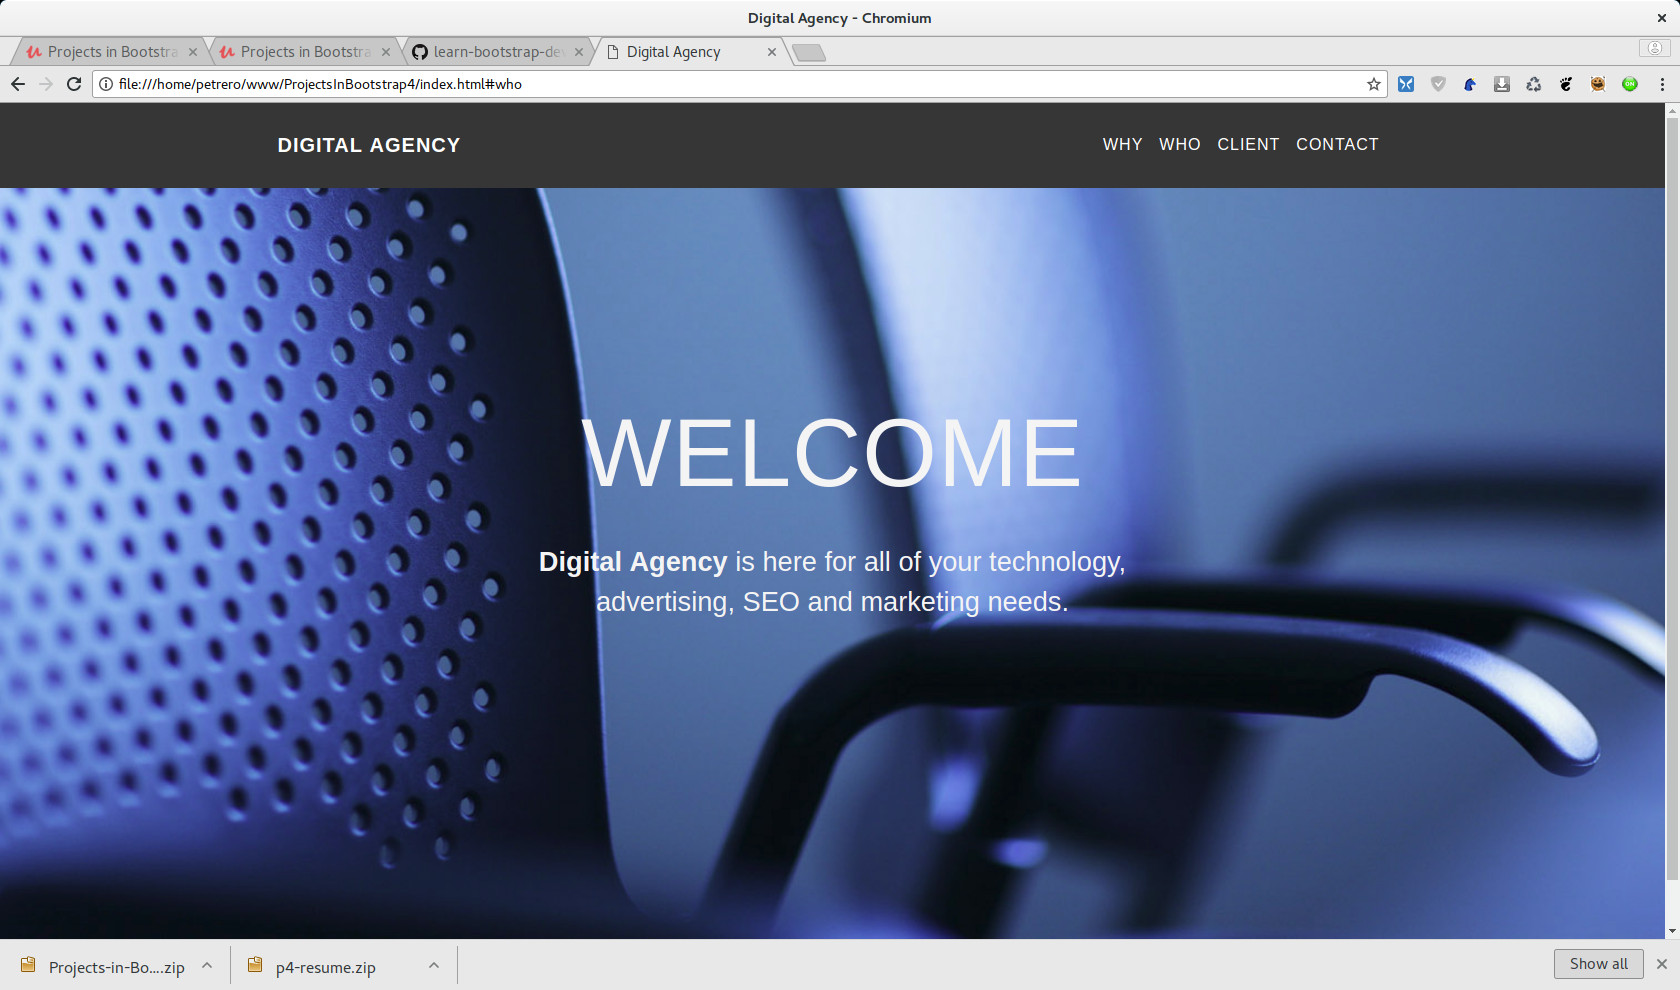 Digital Agency - Chromium
Projects in Bootstra
Projects in Bootstra
learn-bootstrap-de
Digital Agency
file:///home/petrero/www/ProjectsInBootstrap4/index.html#who
DIGITAL AGENCY
WHY WHO CLIENT CONTACT
WELCOME
Digital Agency is here for all of your technology,
advertising, SEO and marketing needs.
Projects-in-Bo....zip
p4-resume.zip
Show all